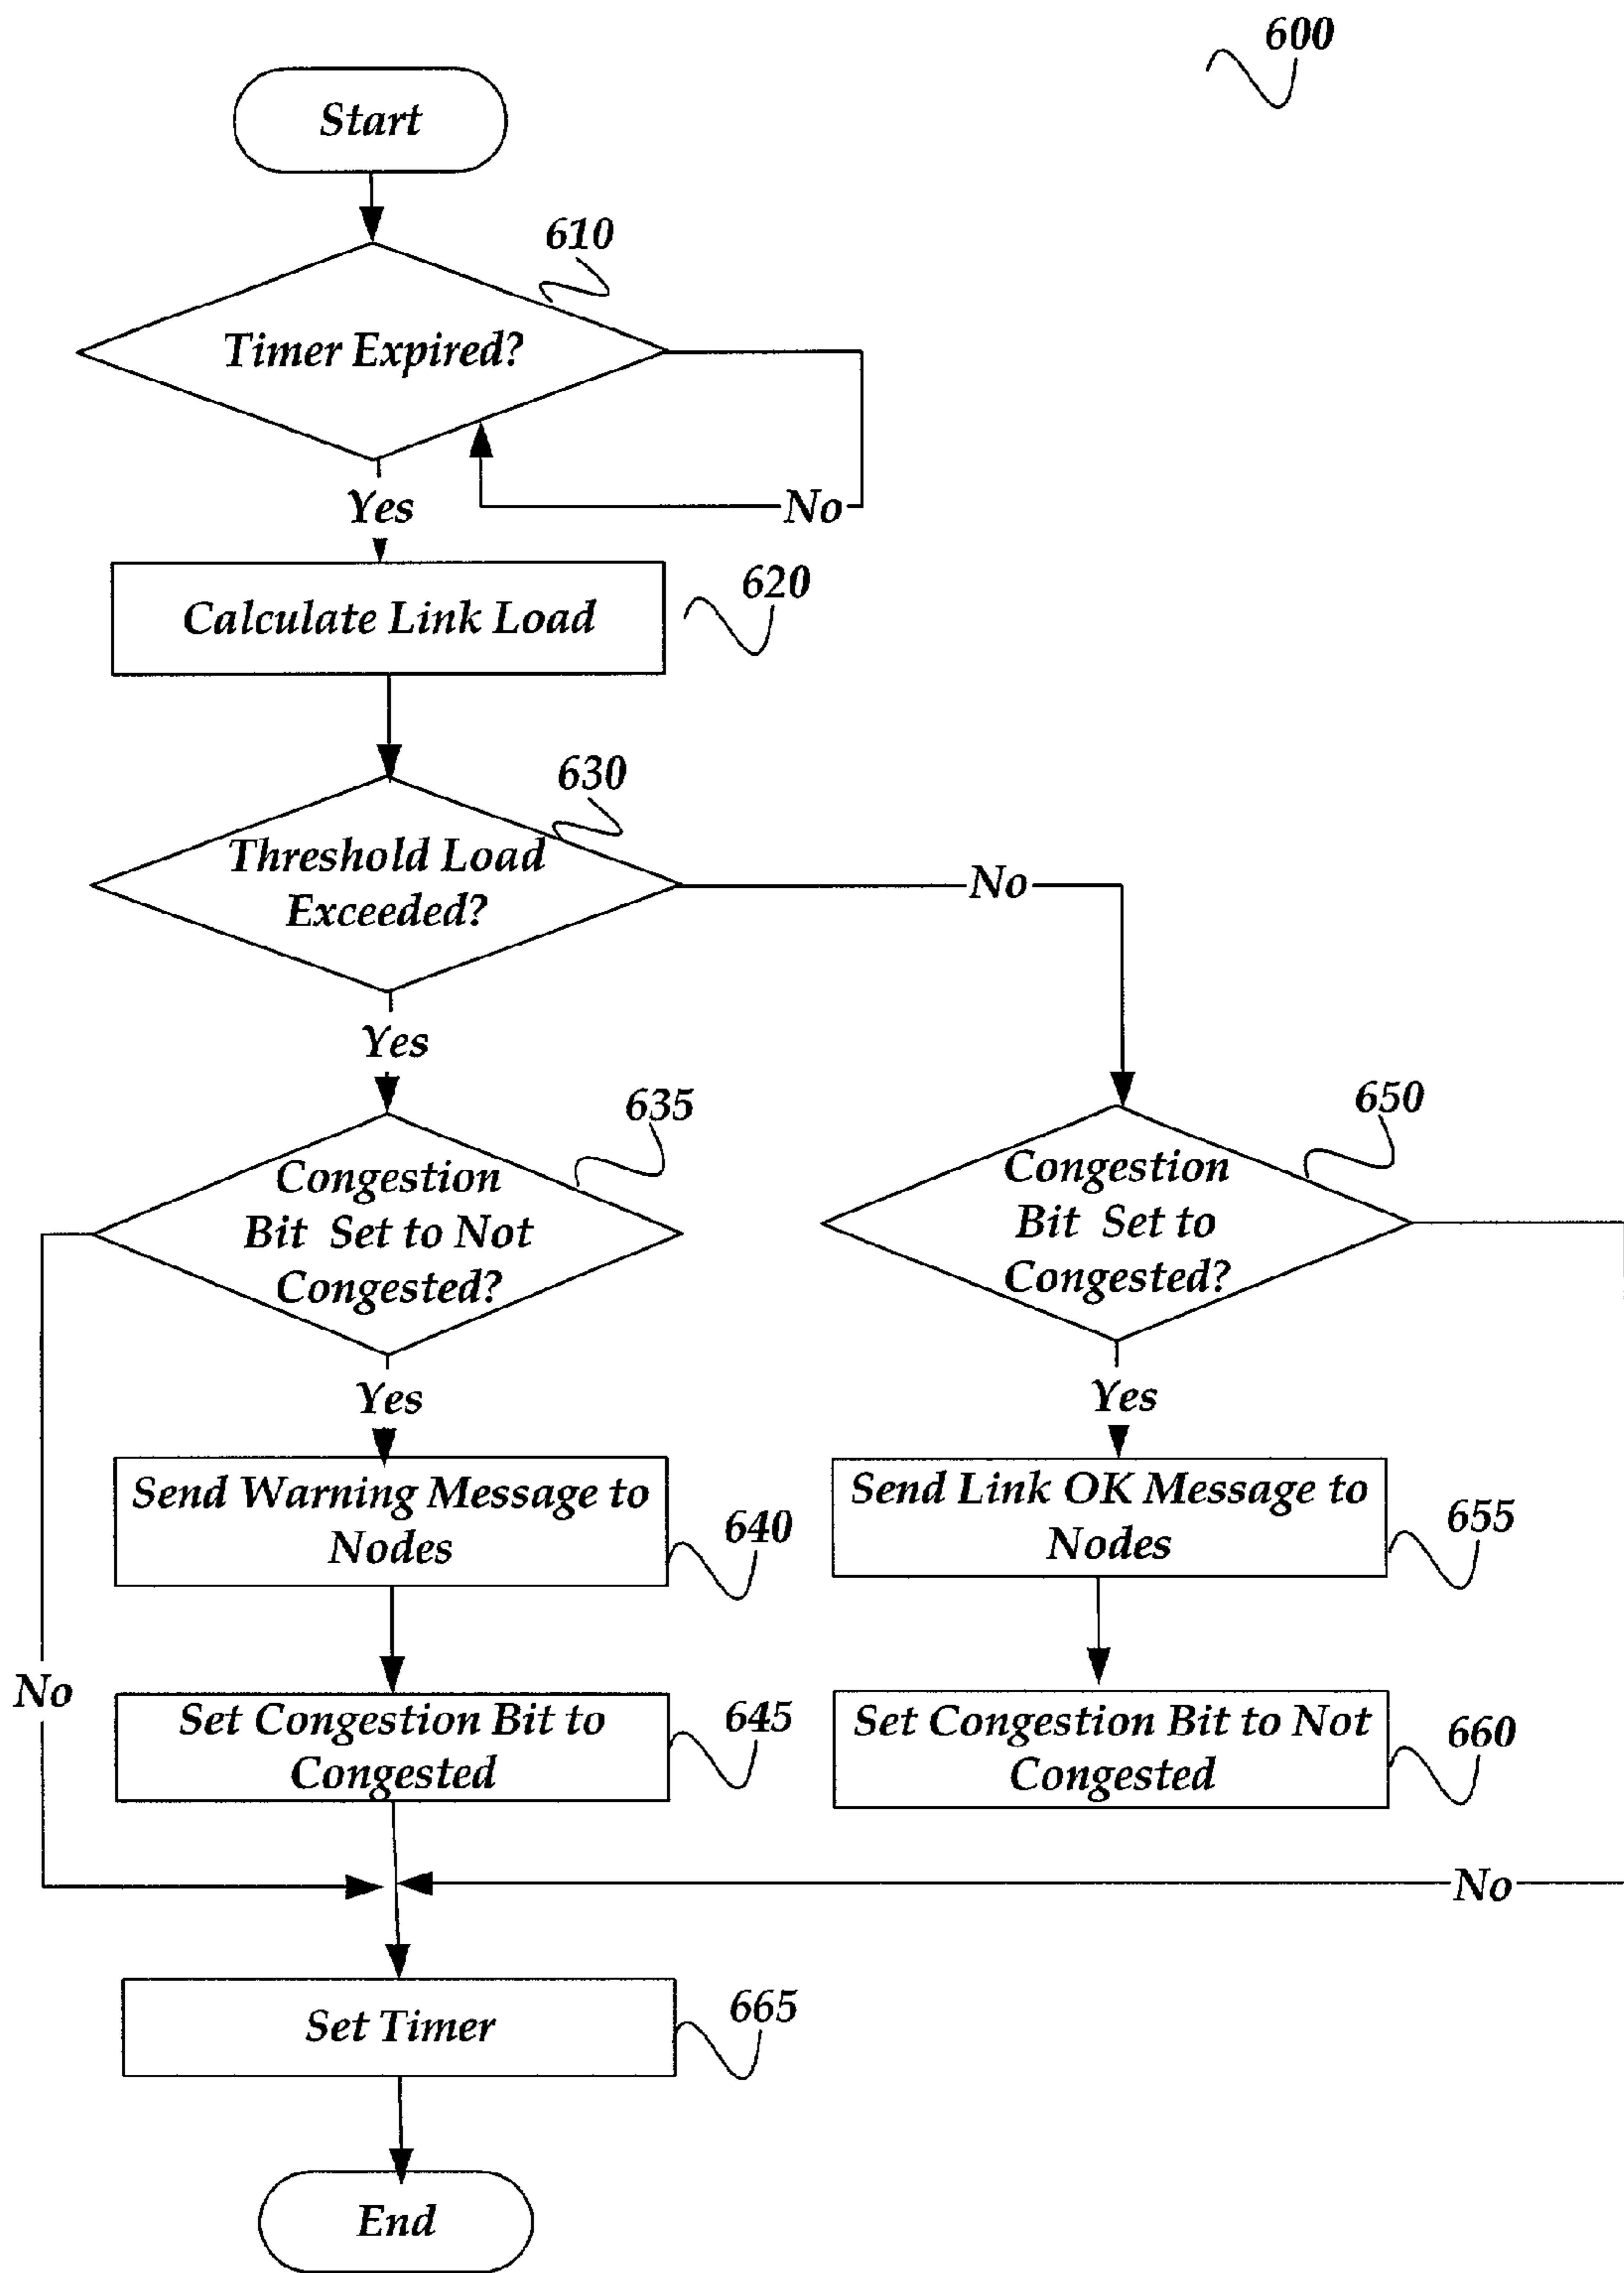 600
Start
610
Timer Expired?
Yes
No
Calculate Link Load
620
630
Threshold Load
Exceeded?
No
Yes
635
Congestion
Bit Set to Not
Congested?
650
Congestion
Bit Set to
Congested?
Yes
Yes
Send Warning Message to
Nodes
640
Send Link OK Message to
Nodes
655
No
Set Congestion Bit to
Congested
645
Set Congestion Bit to Not
Congested
660
No
Set Timer
665
End